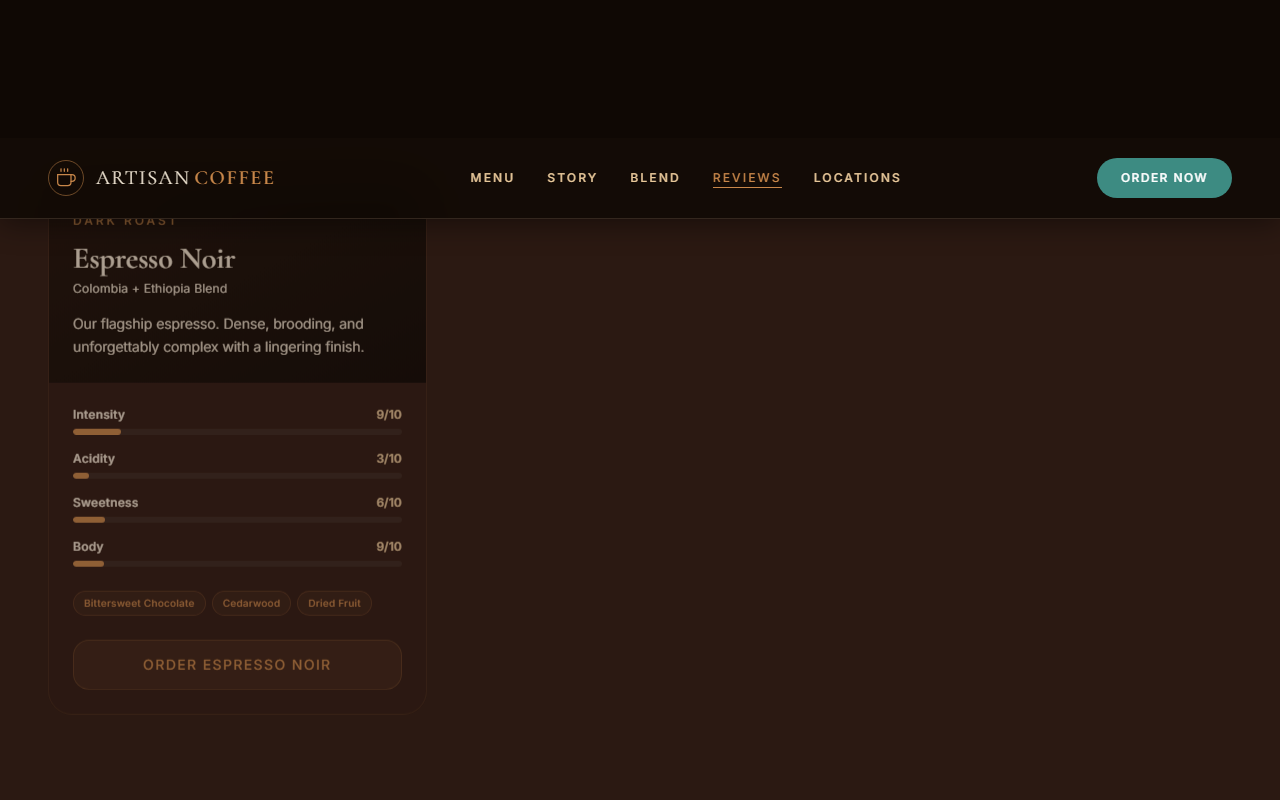 ARTISAN COFFEE
MENU STORY BLEND REVIEWS LOCATIONS
ORDER NOW
DARK ROAST
Espresso Noir
Colombia + Ethiopia Blend
Our flagship espresso. Dense, brooding, and
unforgettably complex with a lingering finish.
Intensity 9/10
Acidity 3/10
Sweetness 6/10
Body 9/10
Bittersweet Chocolate Cedarwood Dried Fruit
ORDER ESPRESSO NOIR